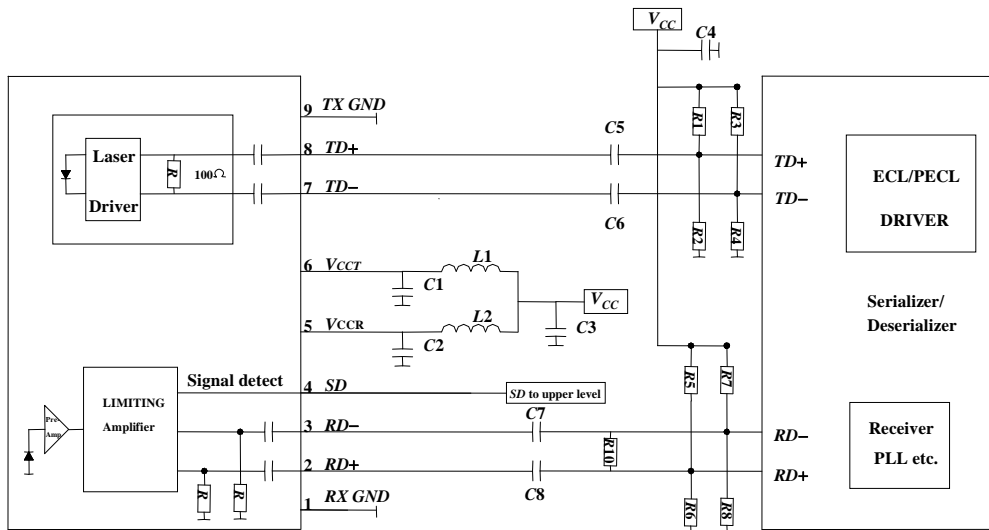 VCC
C4
9 TX GND
R1
R3
C5
Laser
Driver
R
100Ω
8 TD+
TD+
7 TD−
TD−
C6
R2
R4
ECL/PECL
DRIVER
6 VCCT
C1
L1
VCC
5 VCCR
C2
L2
C3
Serializer/
Deserializer
Signal detect
4 SD
SD to upper level
R5
R7
LIMITING
Amplifier
Pre-
Amp
C7
3 RD−
RD−
R10
2 RD+
RD+
C8
Receiver
PLL etc.
R
R
1 RX GND
R6
R8